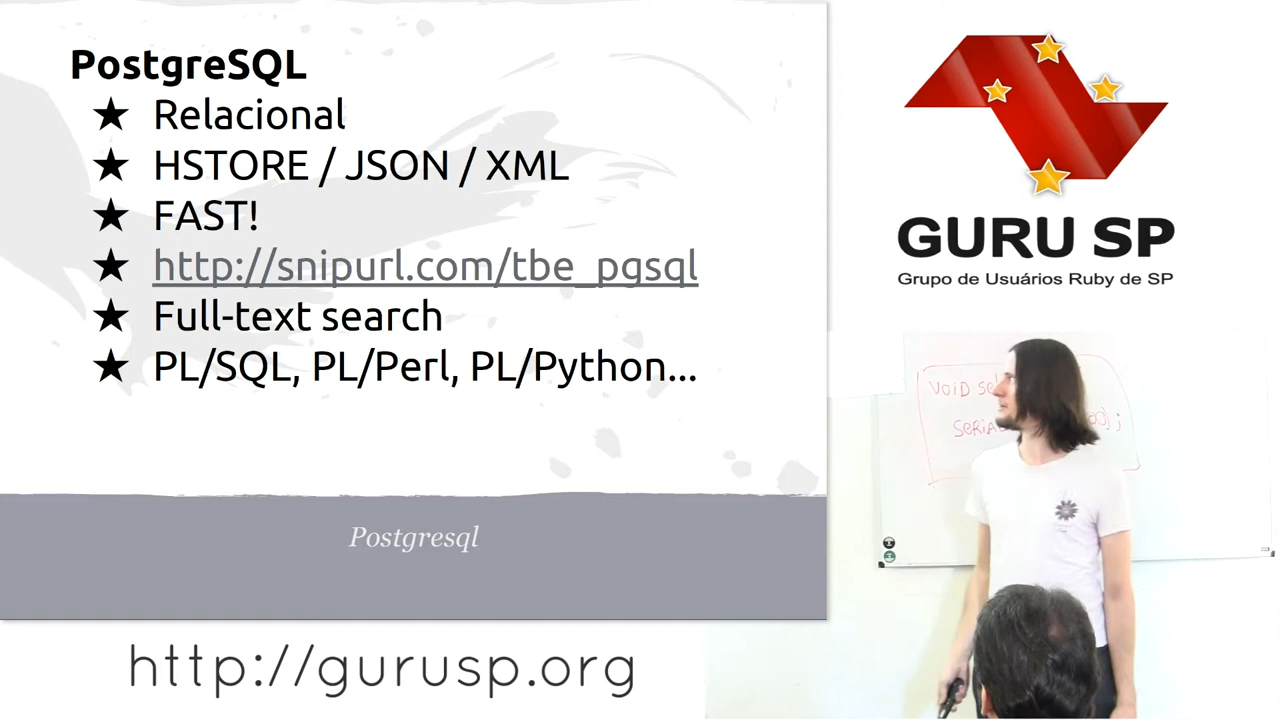 PostgreSQL
★ Relacional
★ HSTORE / JSON / XML
★ FAST!
★ http://snipurl.com/tbe_pgsql
★ Full-text search
★ PL/SQL, PL/Perl, PL/Python...
Postgresql
http://gurusp.org
GURU SP
Grupo de Usuários Ruby de SP
VOID